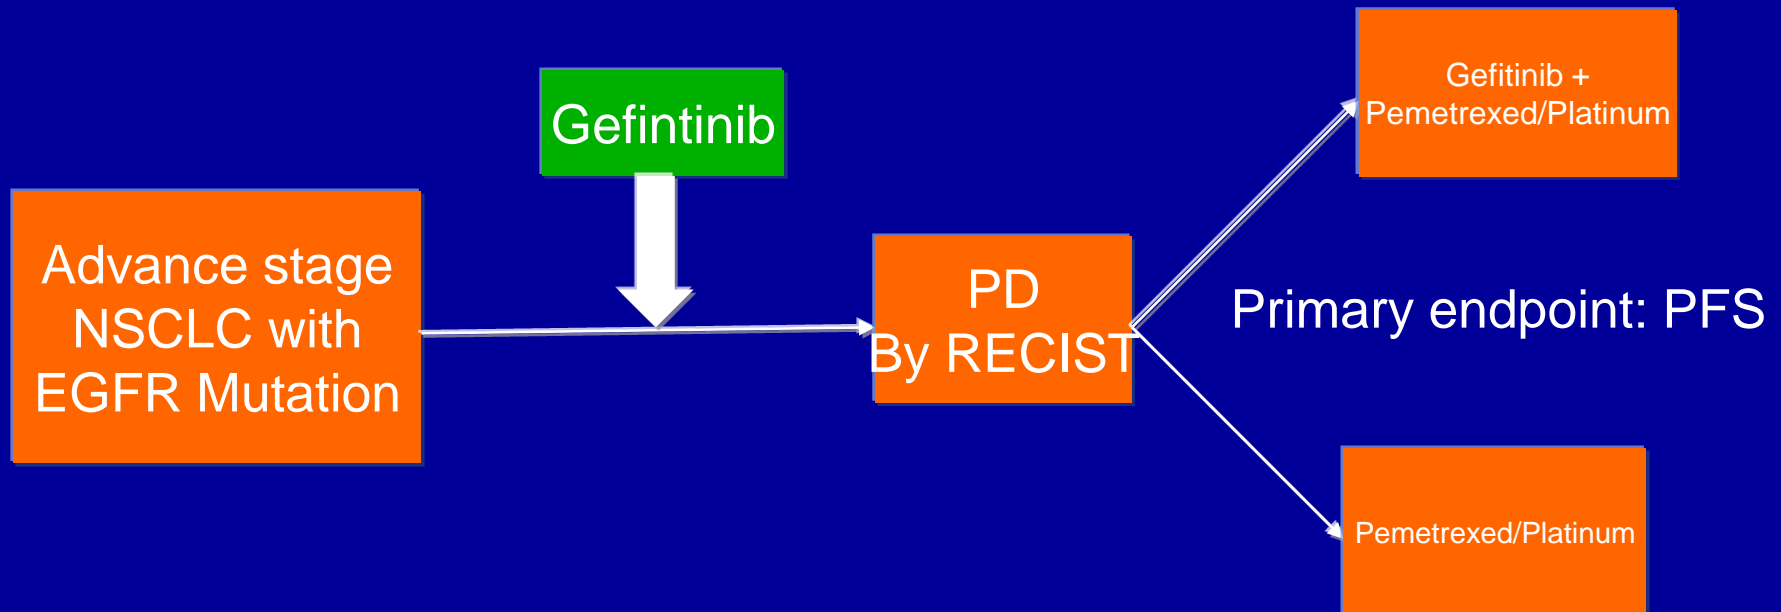 Gefitinib +
Pemetrexed/Platinum
Gefintinib
Advance stage
NSCLC with
EGFR Mutation
PD
By RECIST
Primary endpoint: PFS
Pemetrexed/Platinum